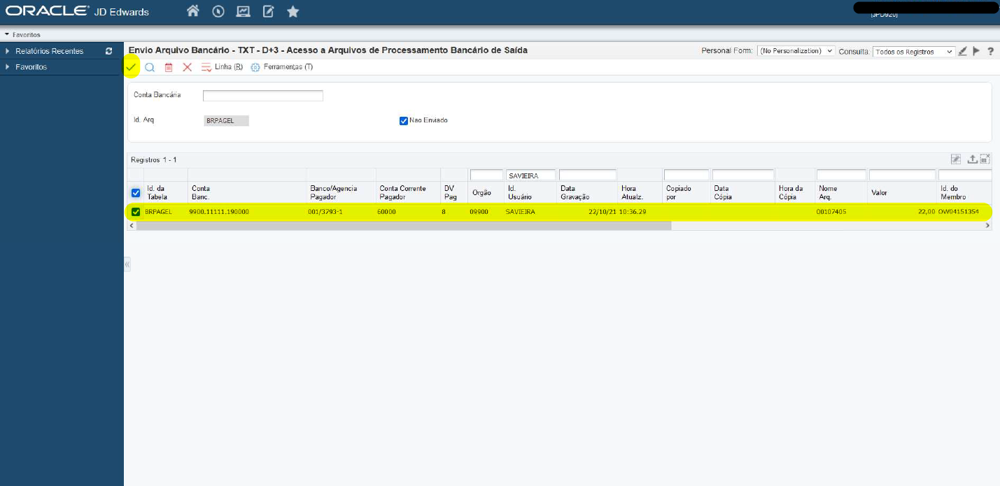 ORACLE® JD Edwards
[JPD920]
Favoritos
Relatórios Recentes
Favoritos
Envio Arquivo Bancário - TXT - D+3 - Acesso a Arquivos de Processamento Bancário de Saída
Personal Form: (No Personalization) Consulta: Todos os Registros
Linha (R) Ferramentas (T)
Conta Bancária
Id. Arq BRPAGEL Nao Enviado
Registros 1 - 1
SAVIEIRA
Id. da Tabela Conta Banc. Banco/Agencia Pagador Conta Corrente Pagador DV Pag Orgão Id. Usuário Data Gravação Hora Atualz. Copiado por Data Cópia Hora da Cópia Nome Arq. Valor Id. do Membro
BRPAGEL 9900.11111.190000 001/3793-1 60000 8 09900 SAVIEIRA 22/10/21 10:36.29 00107405 22,00 OW04151354